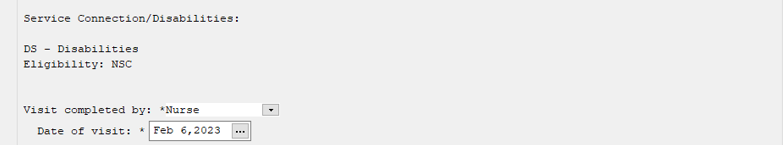 Service Connection/Disabilities:
DS - Disabilities
Eligibility: NSC
Visit completed by: *Nurse
Date of visit: * Feb 6,2023 ...